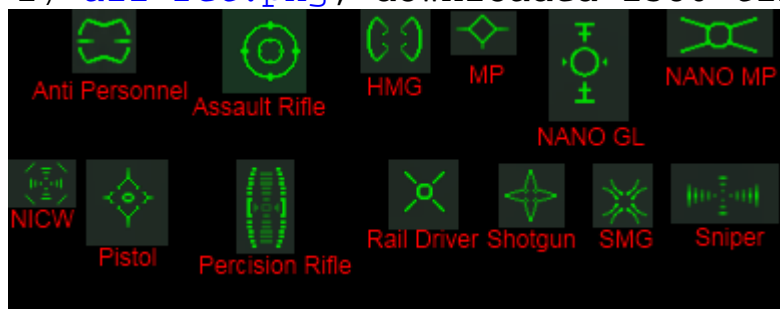 Anti Personnel
Assault Rifle
HMG
MP
NANO GL
NANO MP
NICW
Pistol
Percision Rifle
Rail Driver
Shotgun
SMG
Sniper